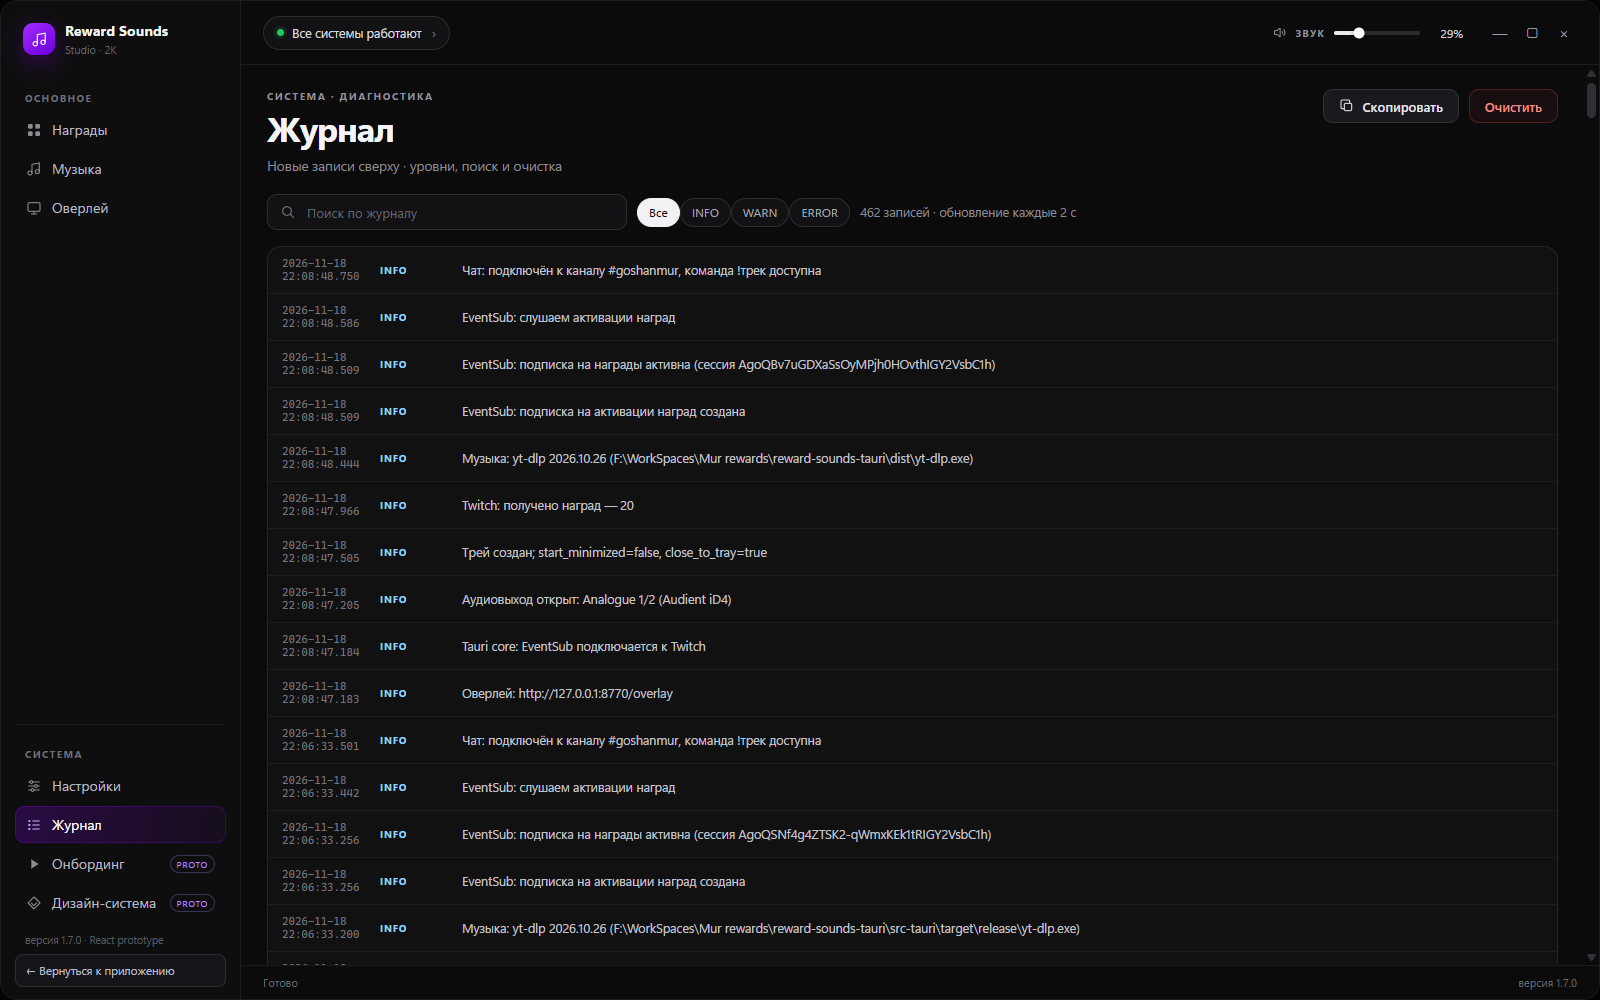 Reward Sounds
Studio · 2K
ОСНОВНОЕ
Награды
Музыка
Оверлей
СИСТЕМА
Настройки
Журнал
Онбординг PROTO
Дизайн-система PROTO
версия 1.7.0 · React prototype
← Вернуться к приложению
Все системы работают ›
ЗВУК 29%
СИСТЕМА · ДИАГНОСТИКА
Журнал
Новые записи сверху · уровни, поиск и очистка
Скопировать Очистить
Поиск по журналу
Все INFO WARN ERROR 462 записей · обновление каждые 2 с
2026-11-18
22:08:48.750 INFO Чат: подключён к каналу #goshanmur, команда !трек доступна
2026-11-18
22:08:48.586 INFO EventSub: слушаем активации наград
2026-11-18
22:08:48.509 INFO EventSub: подписка на награды активна (сессия AgoQBv7uGDXaSsOyMPjh0HOvthIGY2VsbC1h)
2026-11-18
22:08:48.509 INFO EventSub: подписка на активации наград создана
2026-11-18
22:08:48.444 INFO Музыка: yt-dlp 2026.10.26 (F:\WorkSpaces\Mur rewards\reward-sounds-tauri\dist\yt-dlp.exe)
2026-11-18
22:08:47.966 INFO Twitch: получено наград — 20
2026-11-18
22:08:47.505 INFO Трей создан; start_minimized=false, close_to_tray=true
2026-11-18
22:08:47.205 INFO Аудиовыход открыт: Analogue 1/2 (Audient iD4)
2026-11-18
22:08:47.184 INFO Tauri core: EventSub подключается к Twitch
2026-11-18
22:08:47.183 INFO Оверлей: http://127.0.0.1:8770/overlay
2026-11-18
22:06:33.501 INFO Чат: подключён к каналу #goshanmur, команда !трек доступна
2026-11-18
22:06:33.442 INFO EventSub: слушаем активации наград
2026-11-18
22:06:33.256 INFO EventSub: подписка на награды активна (сессия AgoQSNf4g4ZTSK2-qWmxKEk1tRIGY2VsbC1h)
2026-11-18
22:06:33.256 INFO EventSub: подписка на активации наград создана
2026-11-18
22:06:33.200 INFO Музыка: yt-dlp 2026.10.26 (F:\WorkSpaces\Mur rewards\reward-sounds-tauri\src-tauri\target\release\yt-dlp.exe)
Готово
версия 1.7.0